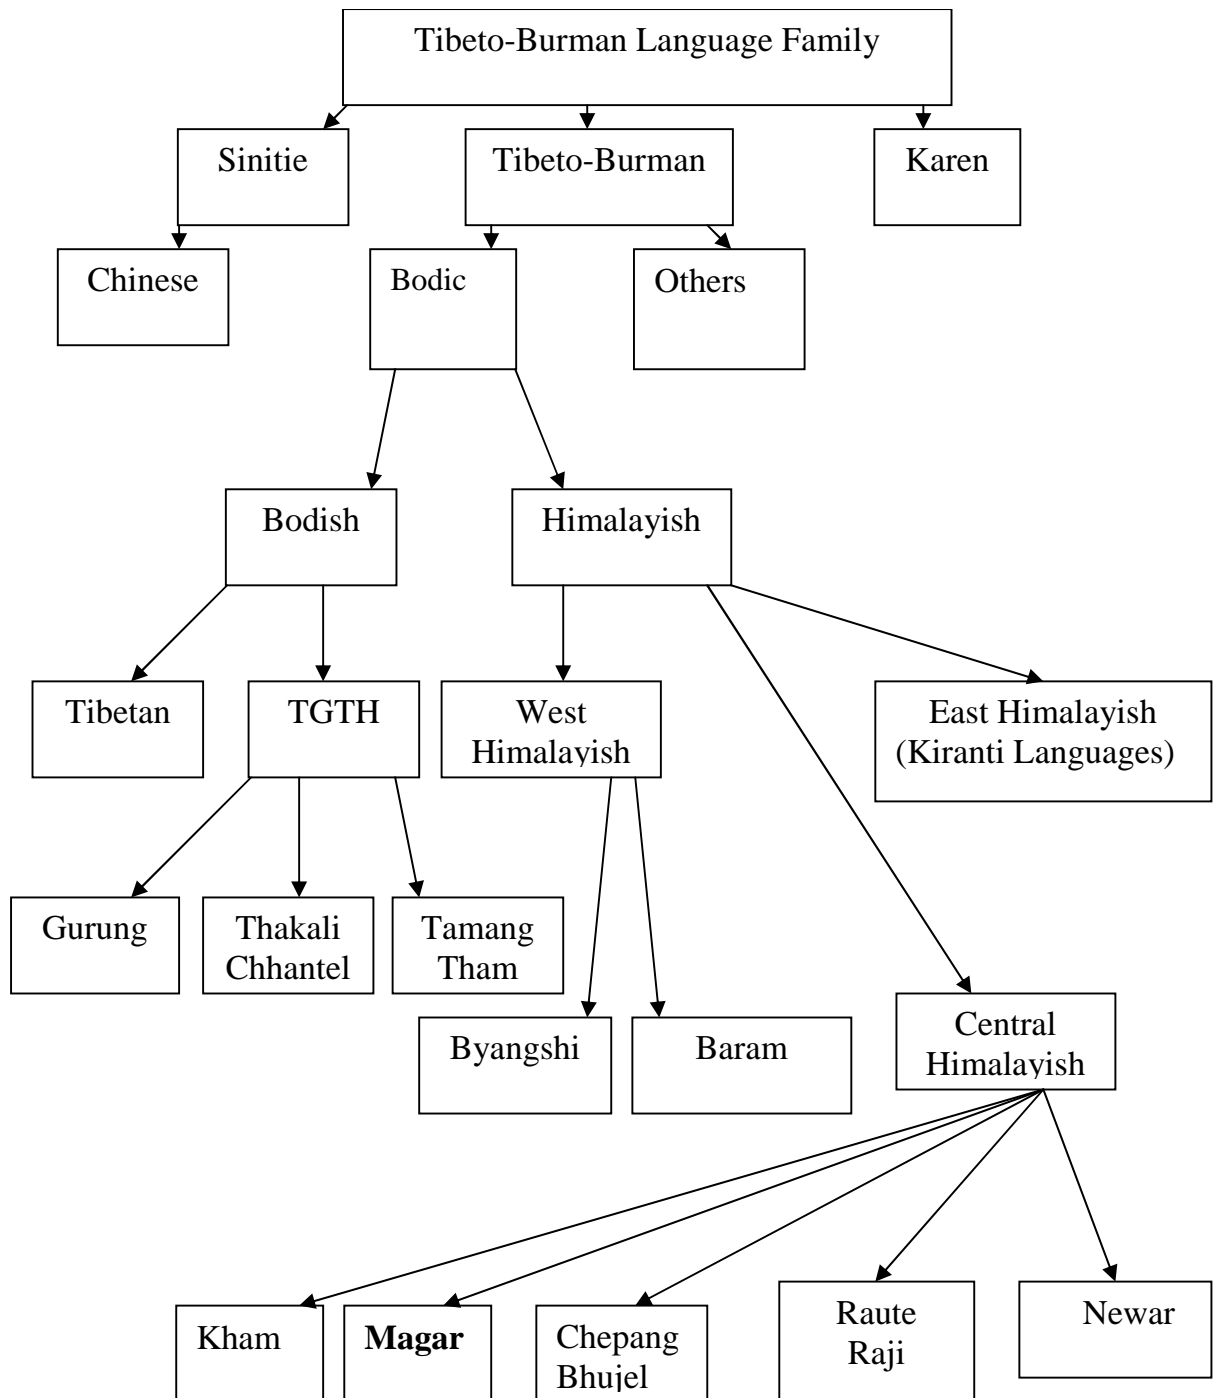 Tibeto-Burman Language Family
Sinitie
Tibeto-Burman
Karen
Chinese
Bodic
Others
Bodish
Himalayish
Tibetan
TGTH
West
Himalayish
East Himalayish
(Kiranti Languages)
Gurung
Thakali
Chhantel
Tamang
Tham
Byangshi
Baram
Central
Himalayish
Kham
Magar
Chepang
Bhujel
Raute
Raji
Newar